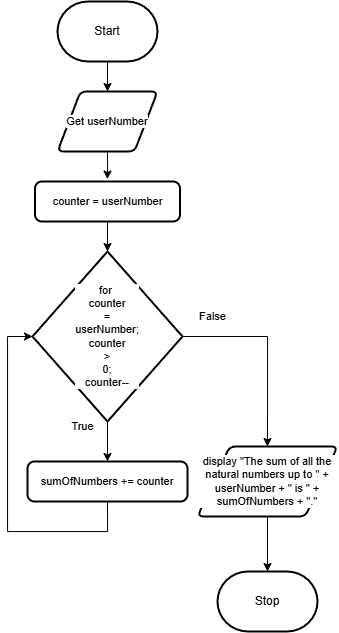 Start
Get userNumber
counter = userNumber
for
counter
=
userNumber;
counter
>
0;
counter--
False
True
sumOfNumbers += counter
display "The sum of all the
natural numbers up to " +
userNumber + " is " +
sumOfNumbers + "."
Stop